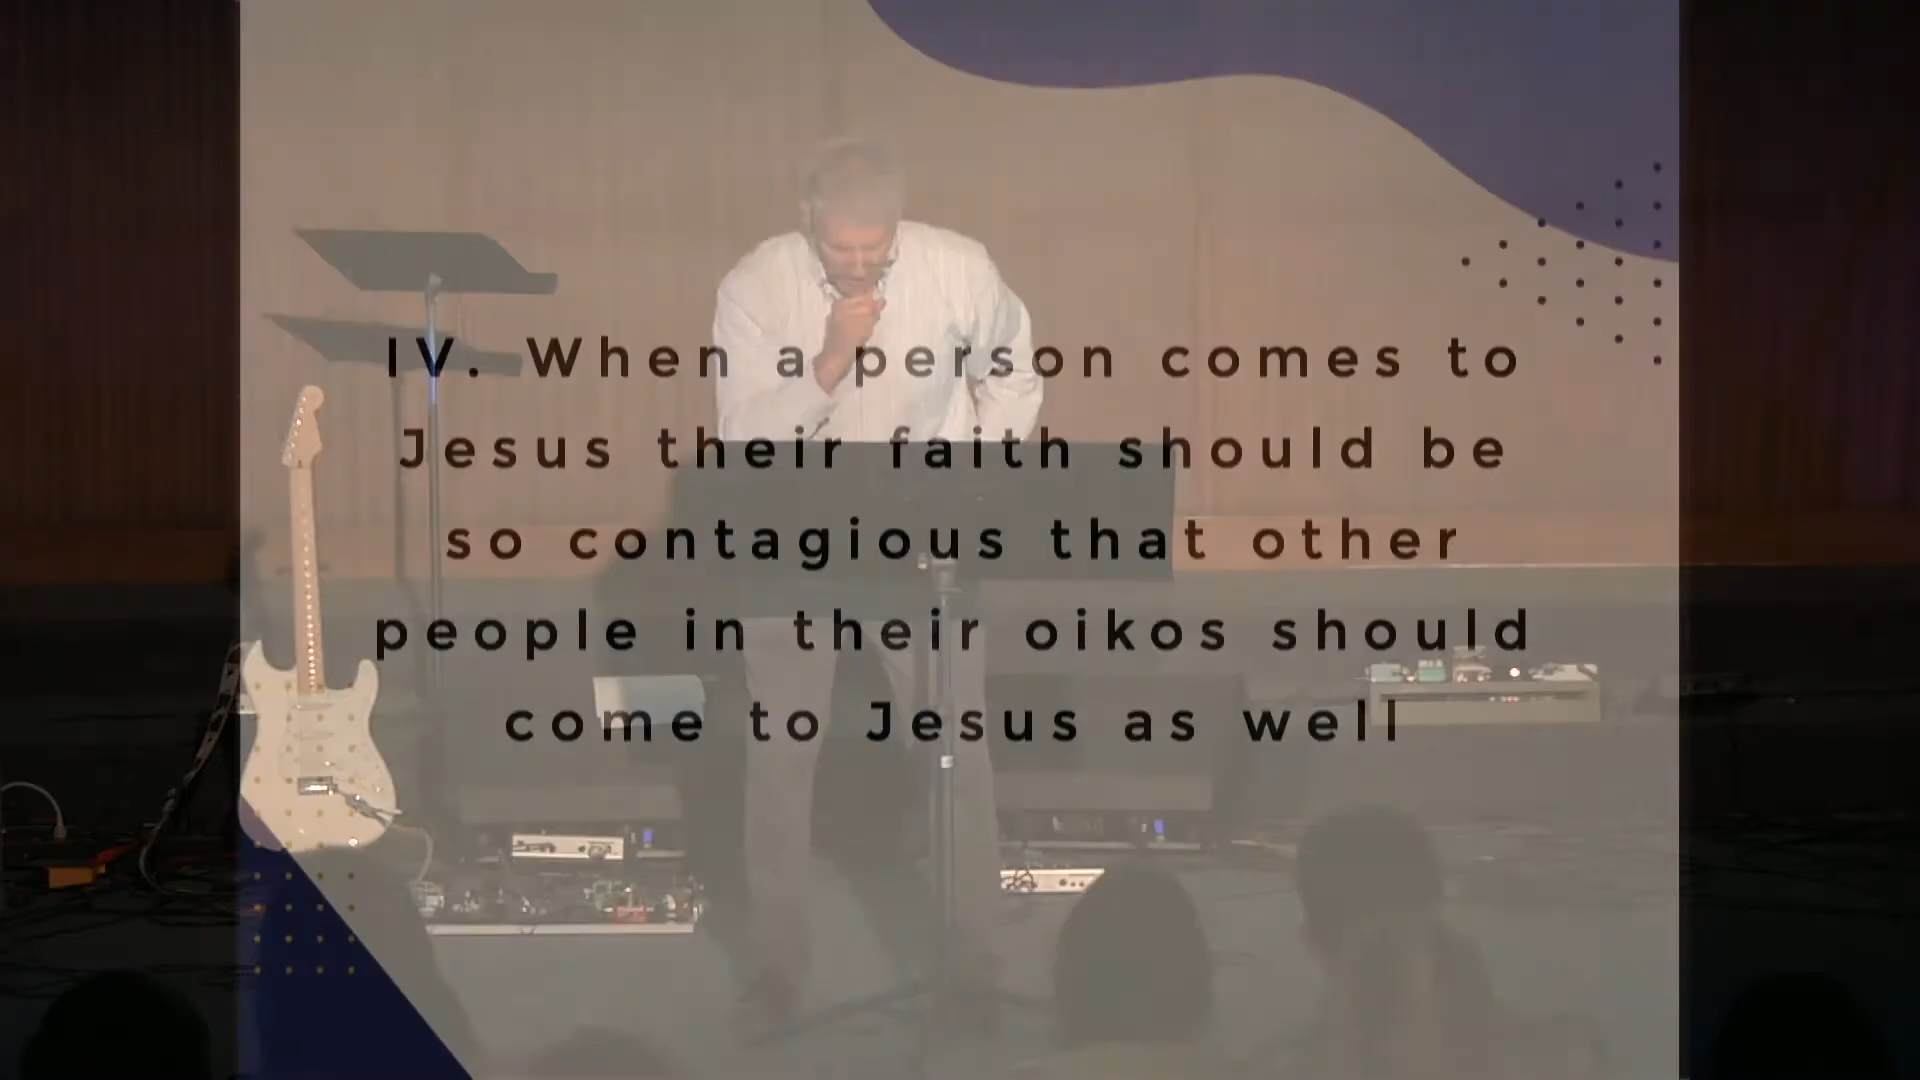 IV. When a person comes to
Jesus their faith should be
so contagious that other
people in their oikos should
come to Jesus as well